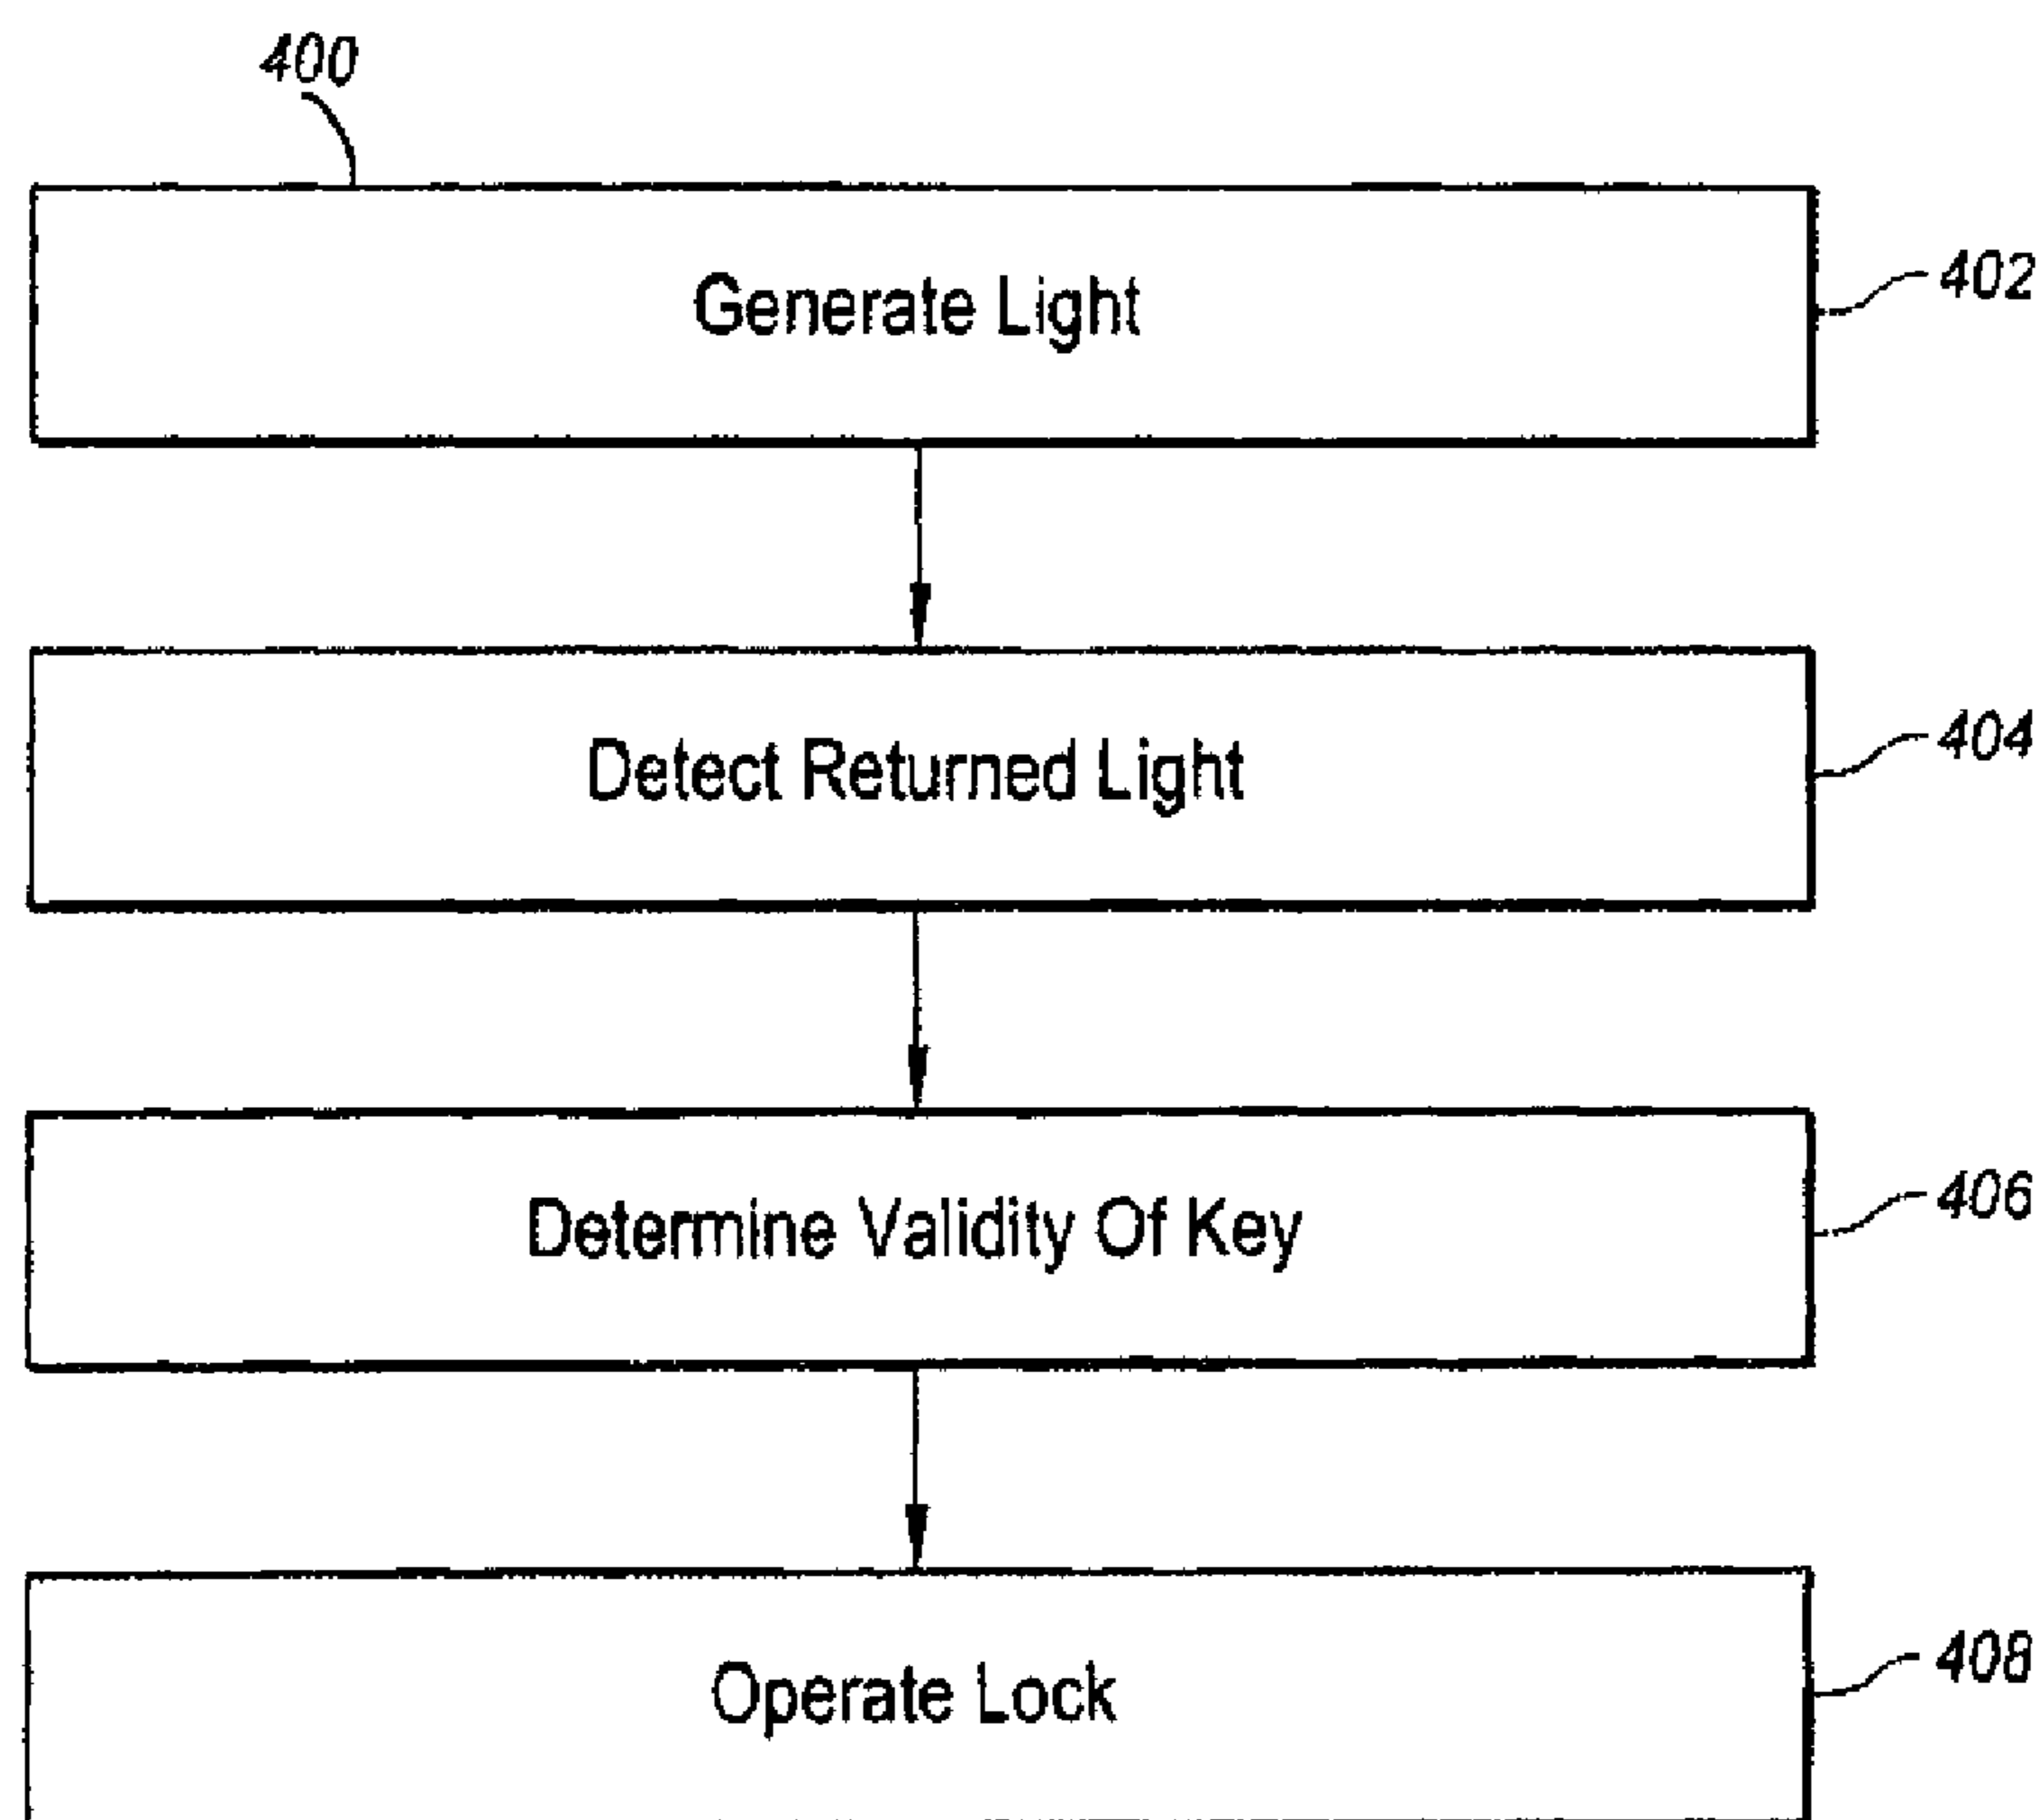 400
Generate Light
402
Detect Returned Light
404
Determine Validity Of Key
406
Operate Lock
408